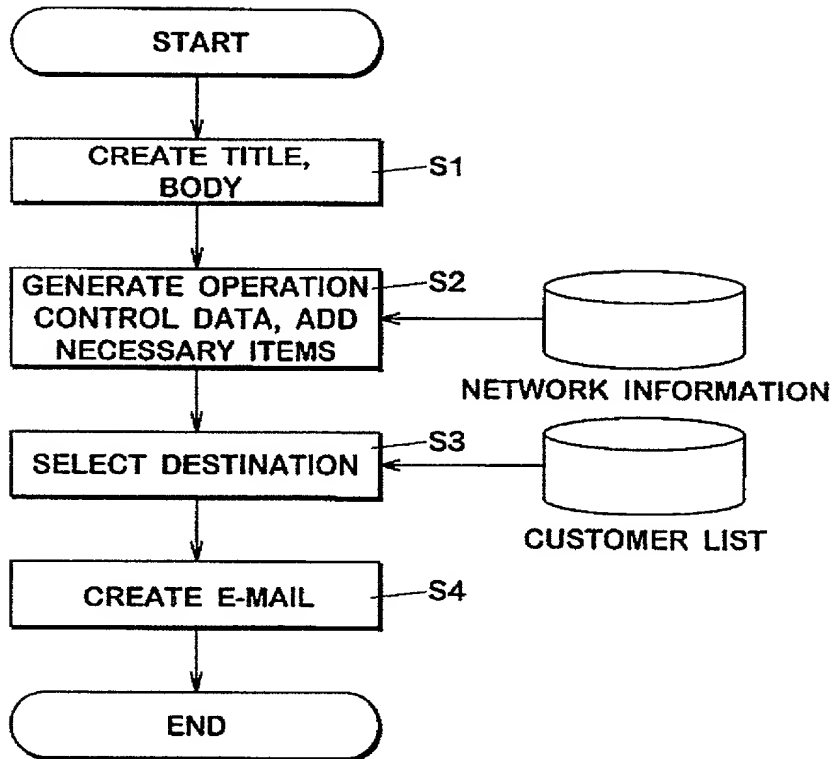 START
CREATE TITLE,
BODY
S1
GENERATE OPERATION
CONTROL DATA, ADD
NECESSARY ITEMS
S2
NETWORK INFORMATION
SELECT DESTINATION
S3
CUSTOMER LIST
CREATE E-MAIL
S4
END